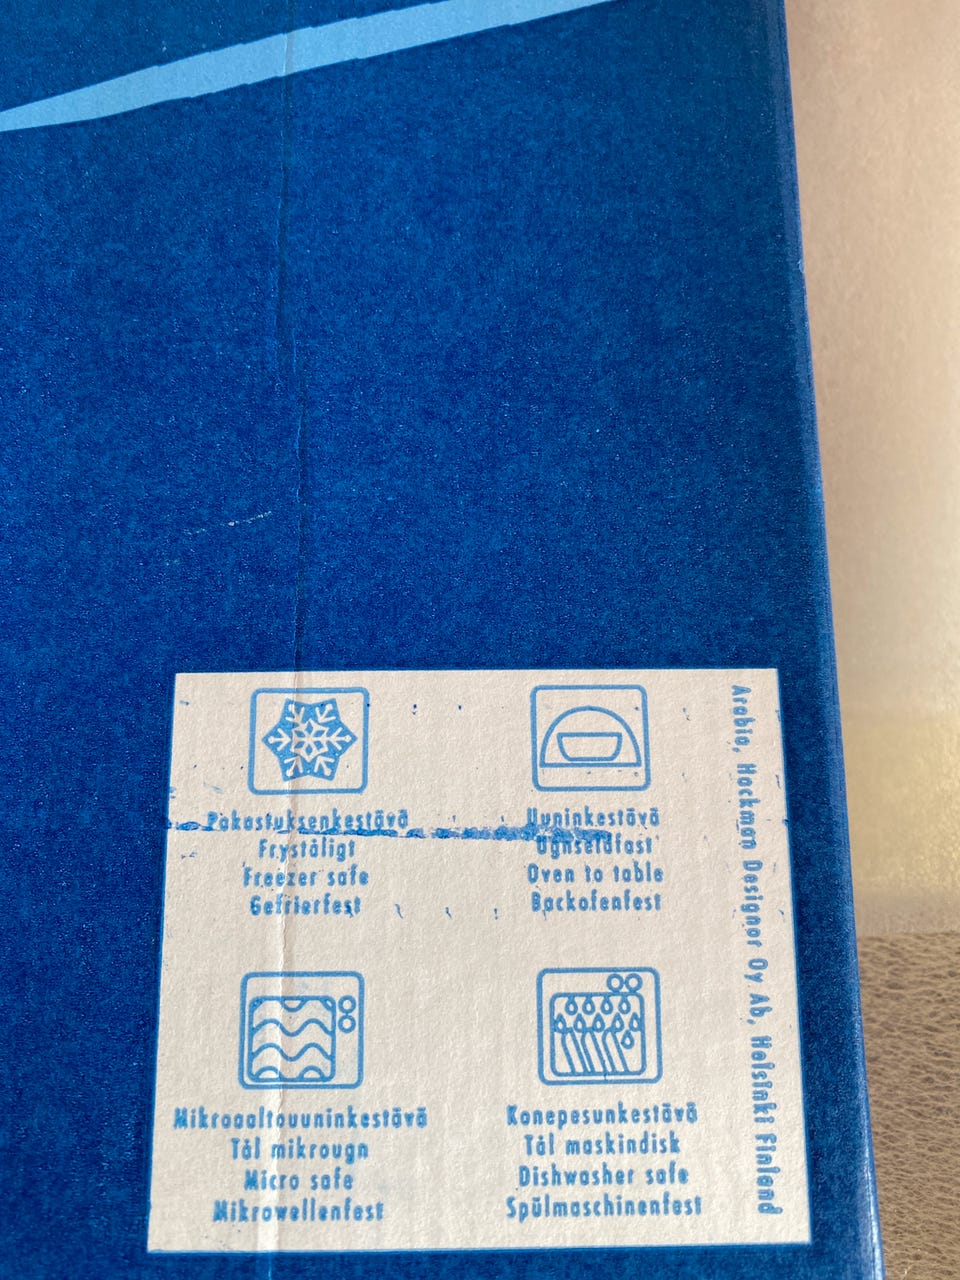 Pakastuksenkestävä
Fryståligt
Freezer safe
Gefrierfest
Uuninkestävä
Ugnseldfast
Oven to table
Backofenfest
Mikroaaltouuninkestävä
Tål mikrougn
Micro safe
Mikrowellenfest
Konepesunkestävä
Tål maskindisk
Dishwasher safe
Spülmaschinenfest
Arabia, Hackman Designor Oy Ab, Helsinki Finland